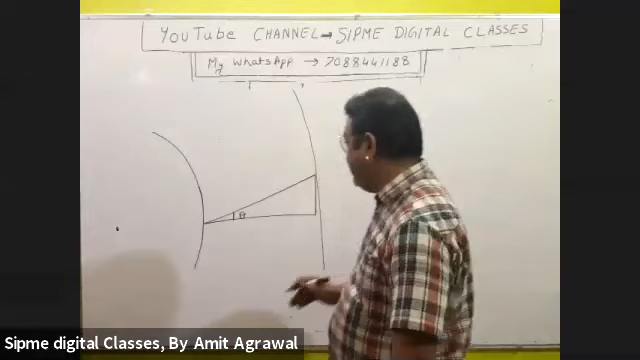 YouTube CHANNEL → SIPME DIGITAL CLASSES
My WhatsApp → 7088441188
θ
Sipme digital Classes, By Amit Agrawal